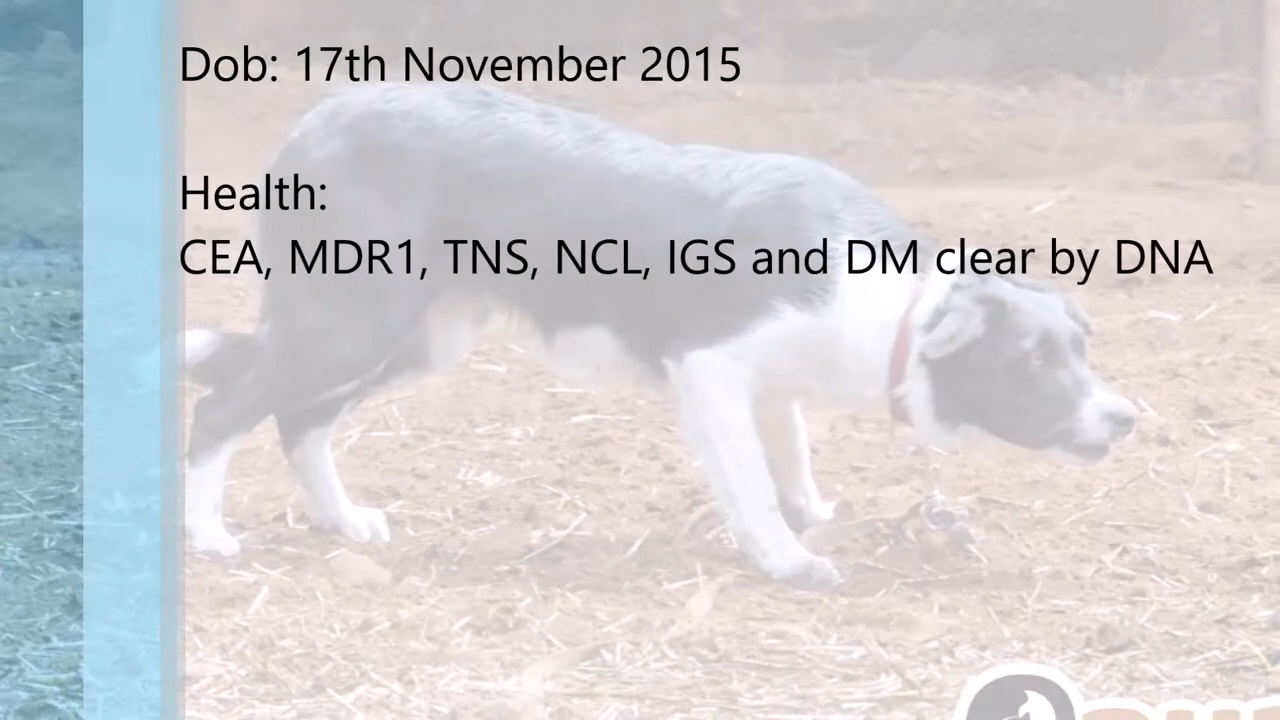 Dob: 17th November 2015
Health:
CEA, MDR1, TNS, NCL, IGS and DM clear by DNA